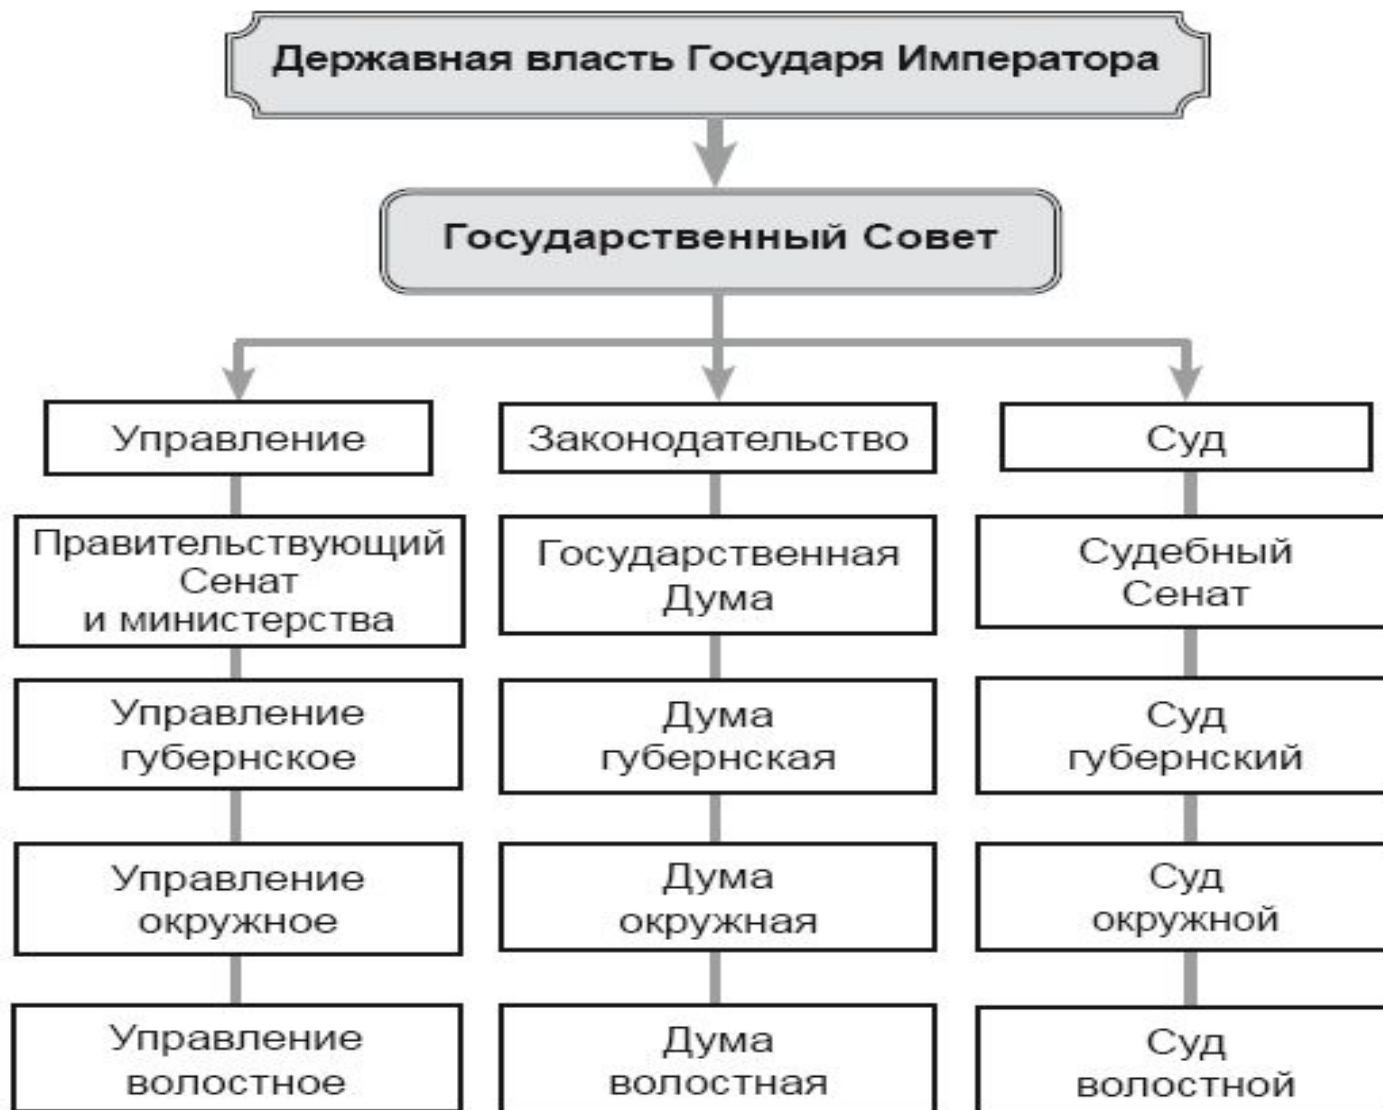 Державная власть Государя Императора
Государственный Совет
Управление
Законодательство
Суд
Правительствующий
Сенат
и министерства
Государственная
Дума
Судебный
Сенат
Управление
губернское
Дума
губернская
Суд
губернский
Управление
окружное
Дума
окружная
Суд
окружной
Управление
волостное
Дума
волостная
Суд
волостной